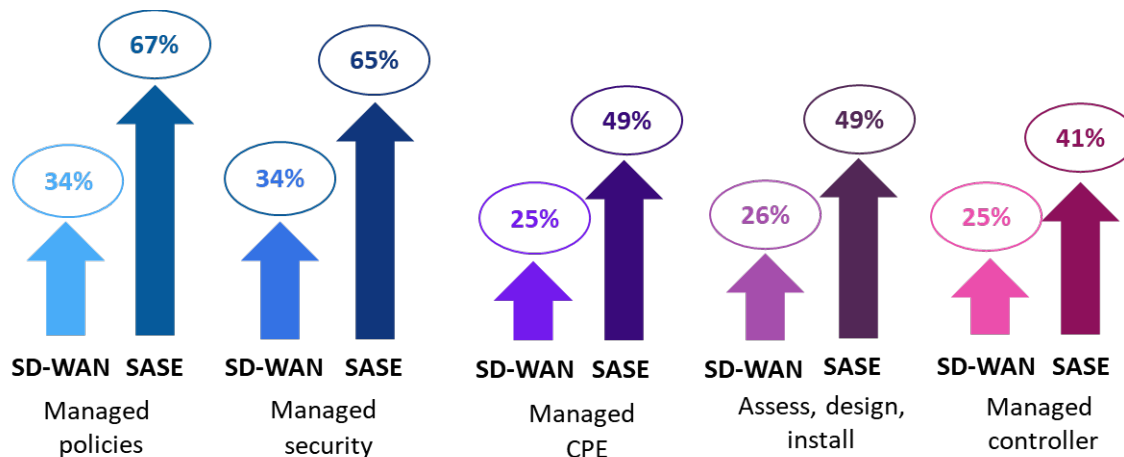 67%
34%
SD-WAN SASE
Managed
policies
65%
34%
SD-WAN SASE
Managed
security
49%
25%
SD-WAN SASE
Managed
CPE
49%
26%
SD-WAN SASE
Assess, design,
install
41%
25%
SD-WAN SASE
Managed
controller